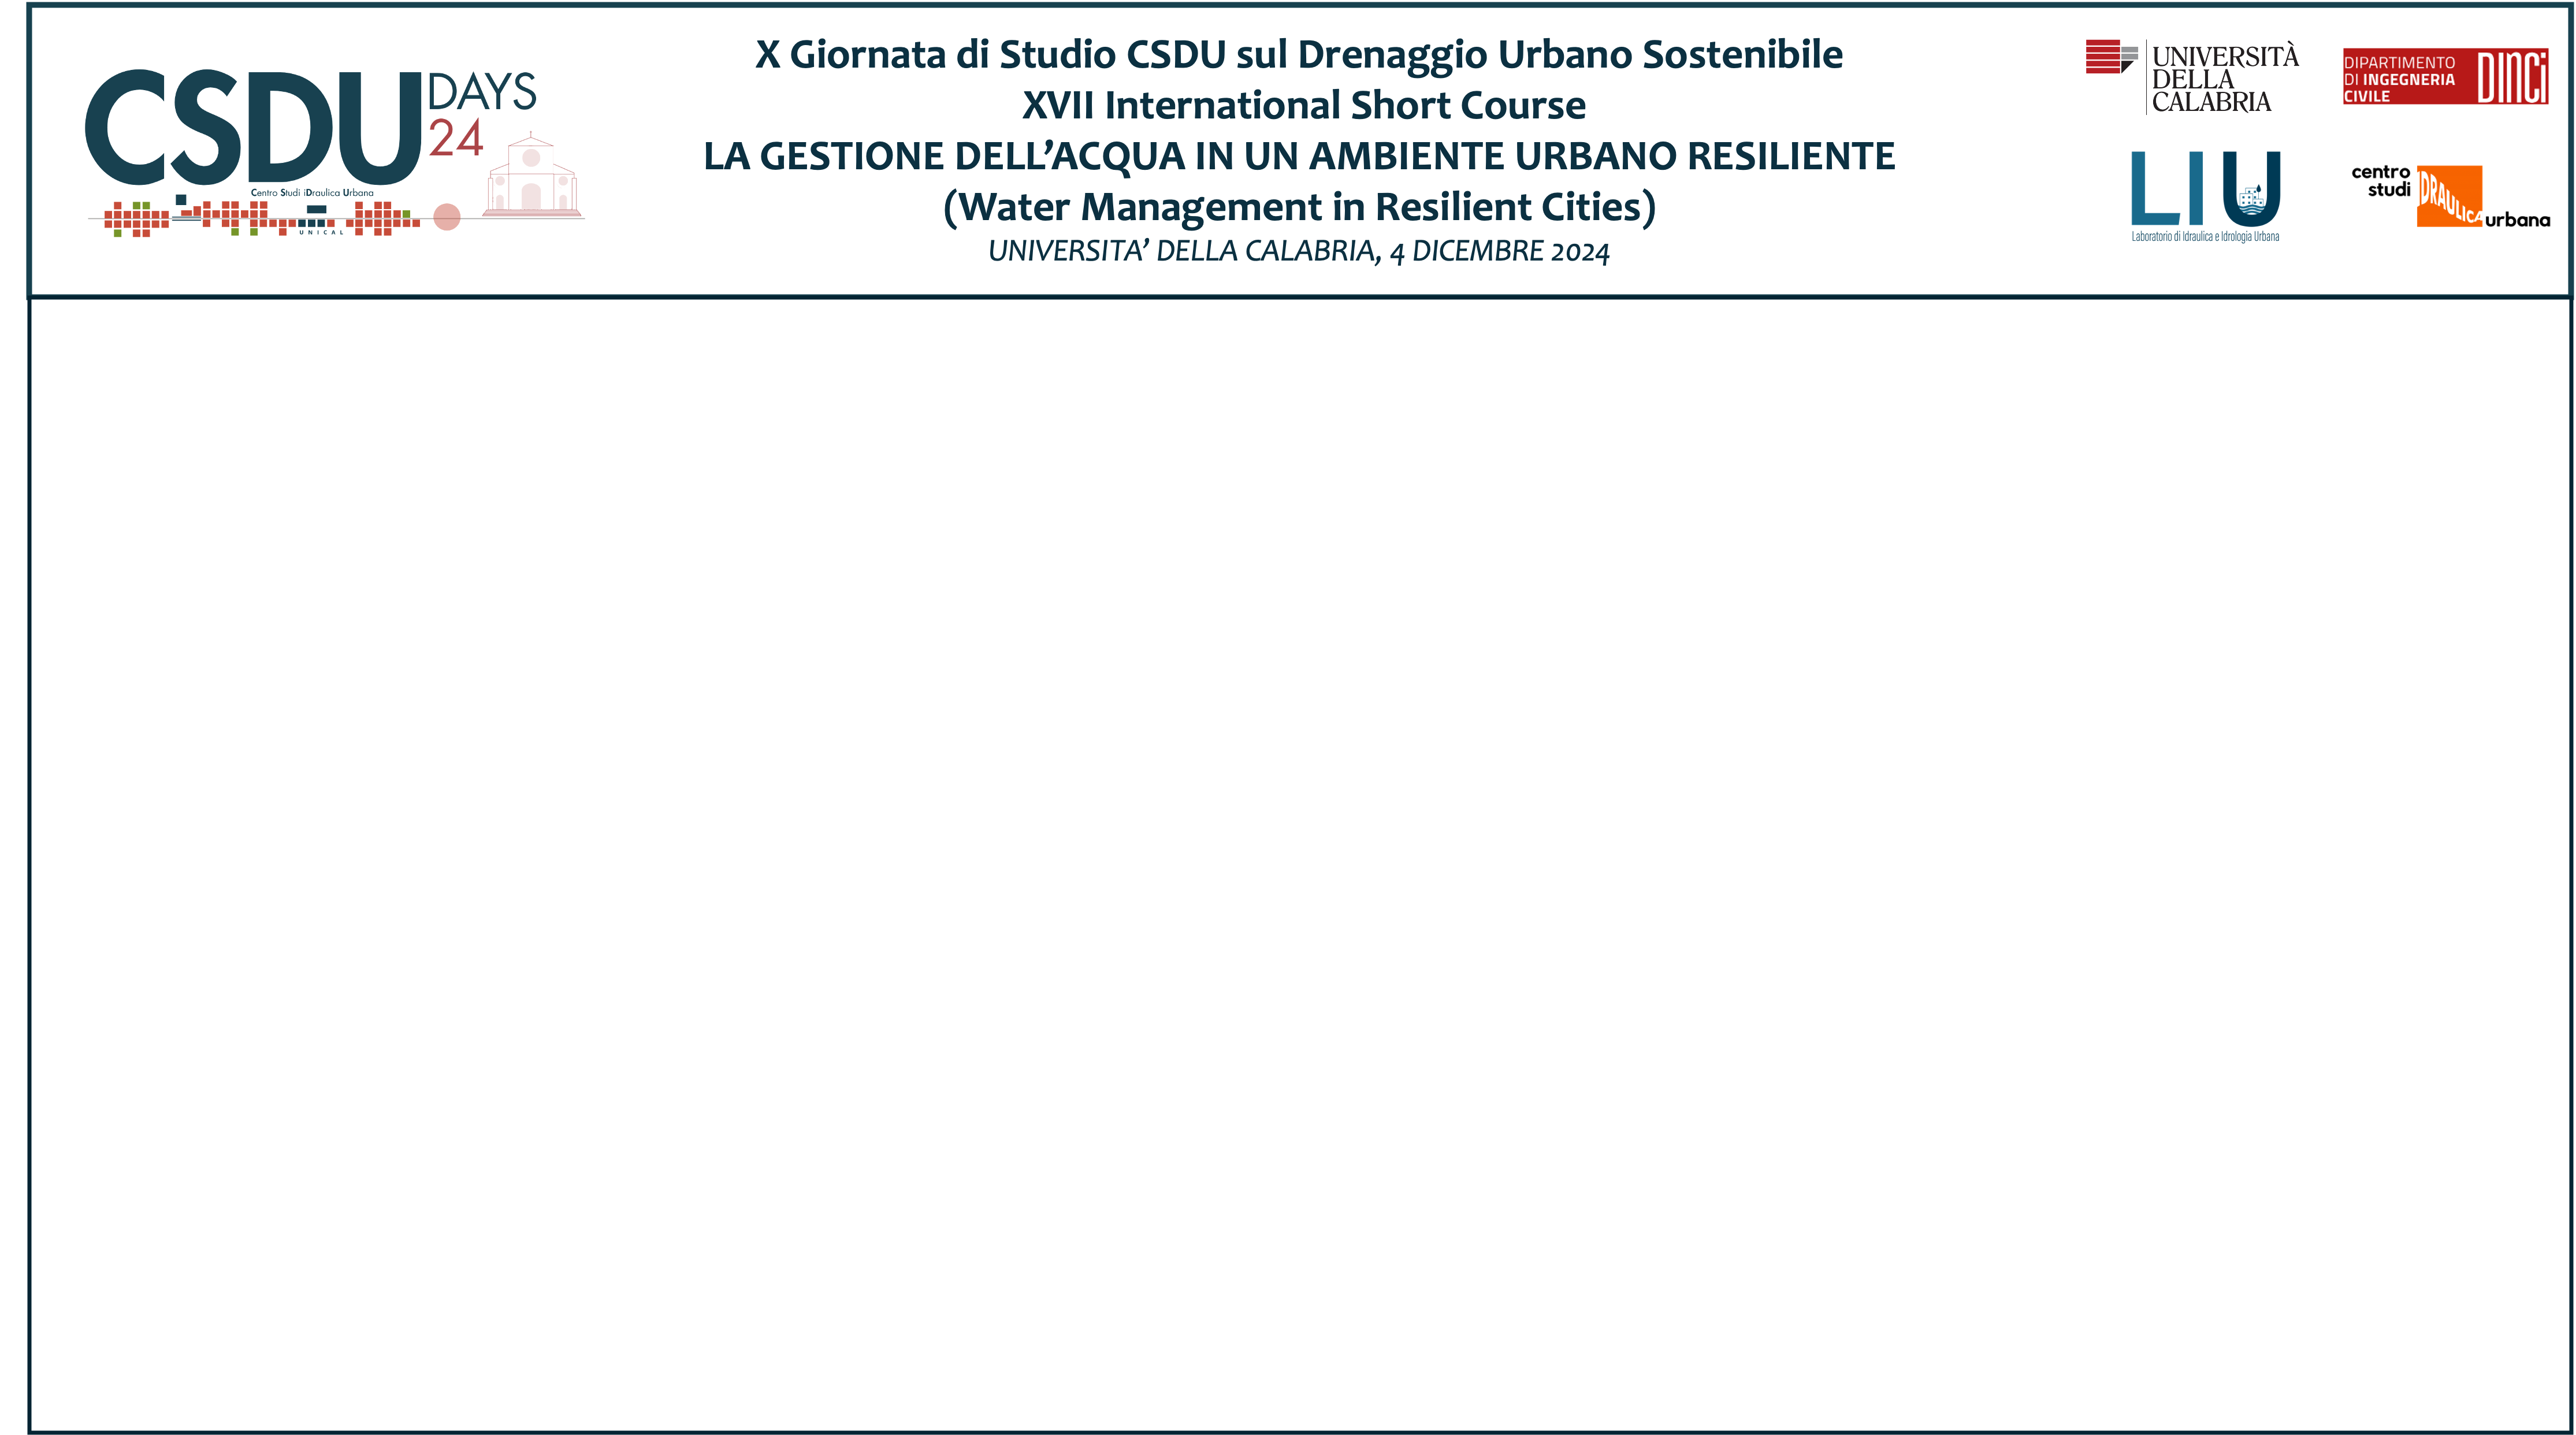 CSDU DAYS
24
Centro Studi iDraulica Urbana
UNICAL
X Giornata di Studio CSDU sul Drenaggio Urbano Sostenibile
XVII International Short Course
LA GESTIONE DELL’ACQUA IN UN AMBIENTE URBANO RESILIENTE
(Water Management in Resilient Cities)
UNIVERSITA’ DELLA CALABRIA, 4 DICEMBRE 2024
UNIVERSITÀ
DELLA
CALABRIA
DIPARTIMENTO
DI INGEGNERIA
CIVILE
DINCi
LIU
Laboratorio di Idraulica e Idrologia Urbana
centro
studi
IDRAULICA
urbana